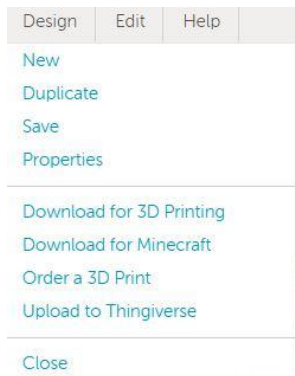 Design Edit Help
New
Duplicate
Save
Properties
Download for 3D Printing
Download for Minecraft
Order a 3D Print
Upload to Thingiverse
Close